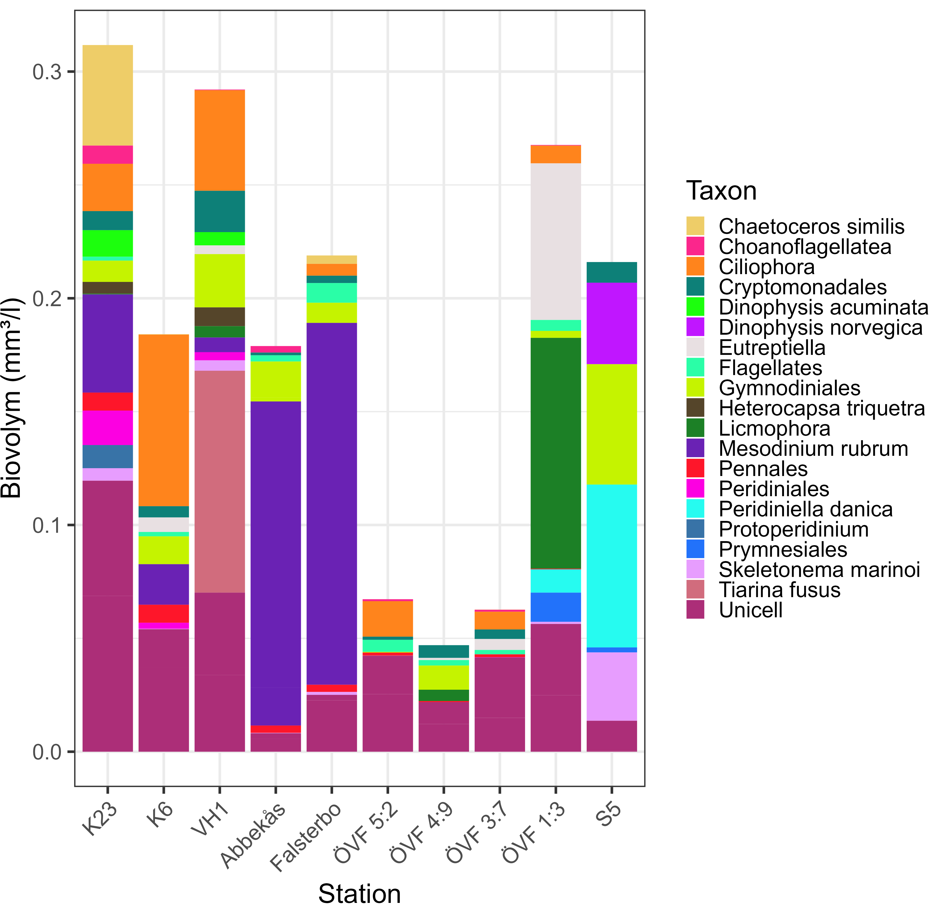 Biovolym (mm³/l)
0.3
0.2
0.1
0.0
K23
K6
VH1
Abbekås
Falsterbo
ÖVF 5:2
ÖVF 4:9
ÖVF 3:7
ÖVF 1:3
S5
Station
Taxon
Chaetoceros similis
Choanoflagellatea
Ciliophora
Cryptomonadales
Dinophysis acuminata
Dinophysis norvegica
Eutreptiella
Flagellates
Gymnodiniales
Heterocapsa triquetra
Licmophora
Mesodinium rubrum
Pennales
Peridiniales
Peridiniella danica
Protoperidinium
Prymnesiales
Skeletonema marinoi
Tiarina fusus
Unicell